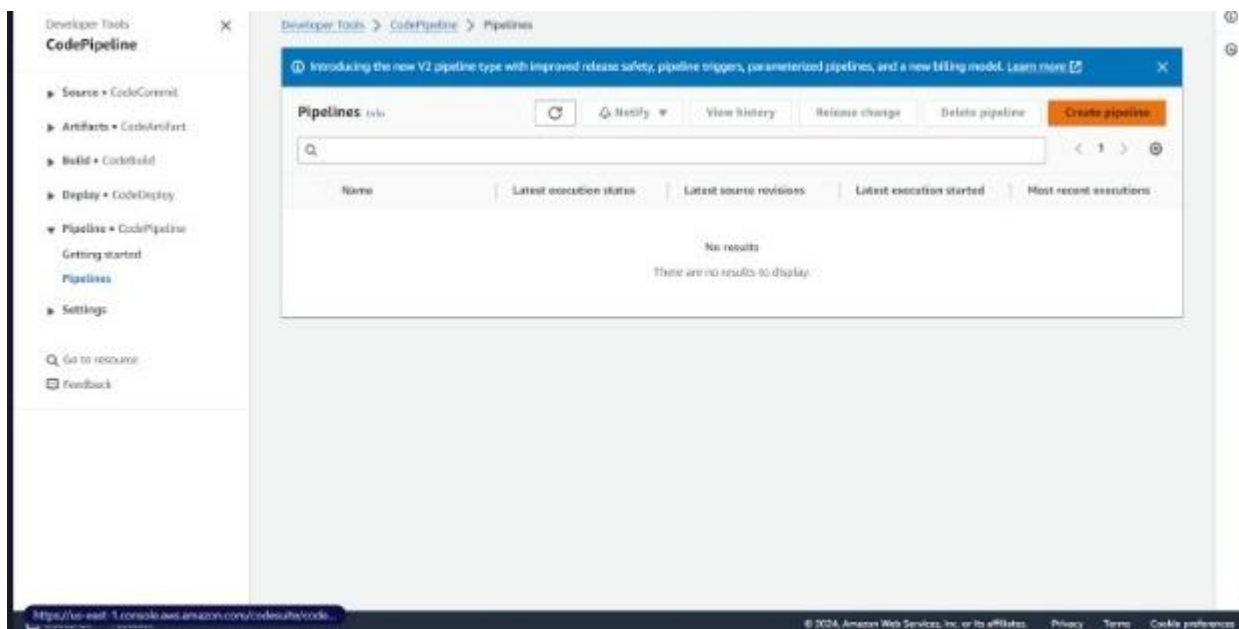 Developer Tools
CodePipeline
Source • CodeCommit
Artifacts • CodeArtifact
Build • CodeBuild
Deploy • CodeDeploy
Pipeline • CodePipeline
Getting started
Pipelines
Settings
Go to resource
Feedback
Developer Tools > CodePipeline > Pipelines
Introducing the new V2 pipeline type with improved release safety, pipeline triggers, parameterized pipelines, and a new billing model. Learn more
Pipelines Info
Notify View history Release change Delete pipeline Create pipeline
< 1 >
Name Latest execution status Latest source revisions Latest execution started Most recent executions
No results
There are no results to display.
https://us-east-1.console.aws.amazon.com/codesuite/code...
© 2024, Amazon Web Services, Inc. or its affiliates. Privacy Terms Cookie preferences